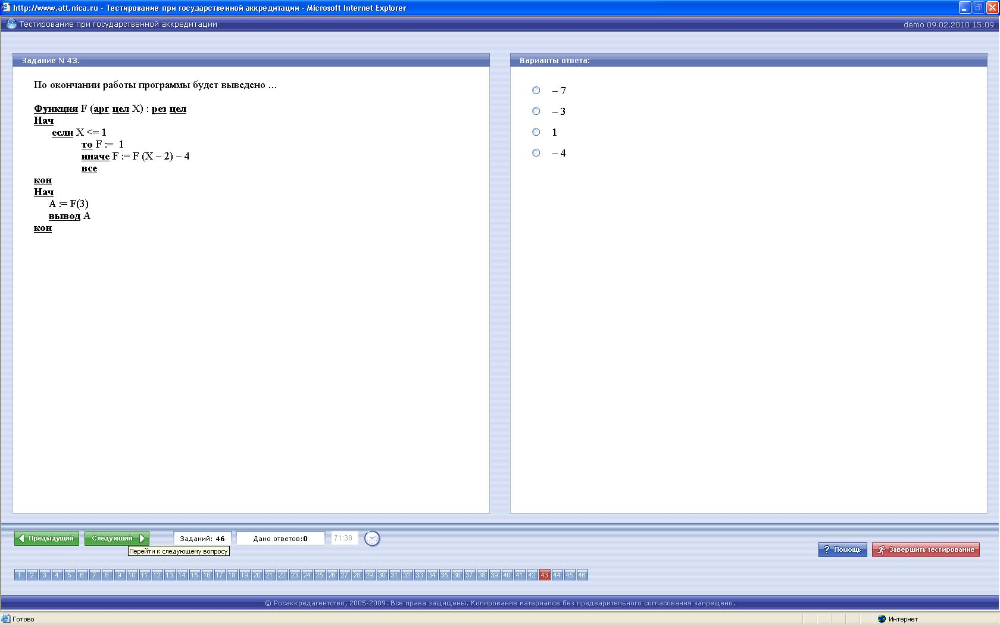 http://www.att.nica.ru - Тестирование при государственной аккредитации - Microsoft Internet Explorer
Тестирование при государственной аккредитации
demo 09.02.2010 15:09
Задание N 43.
По окончании работы программы будет выведено ...
Функция F (арг цел X) : рез цел
Нач
если X <= 1
то F := 1
иначе F := F (X – 2) – 4
все
кон
Нач
A := F(3)
вывод A
кон
Варианты ответа:
– 7
– 3
1
– 4
Предыдущий
Следующий
Заданий: 46
Дано ответов:0
71:38
Перейти к следующему вопросу
? Помощь
Завершить тестирование
1 2 3 4 5 6 7 8 9 10 11 12 13 14 15 16 17 18 19 20 21 22 23 24 25 26 27 28 29 30 31 32 33 34 35 36 37 38 39 40 41 42 43 44 45 46
© Росаккредагентство, 2005-2009. Все права защищены. Копирование материалов без предварительного согласования запрещено.
Готово
Интернет